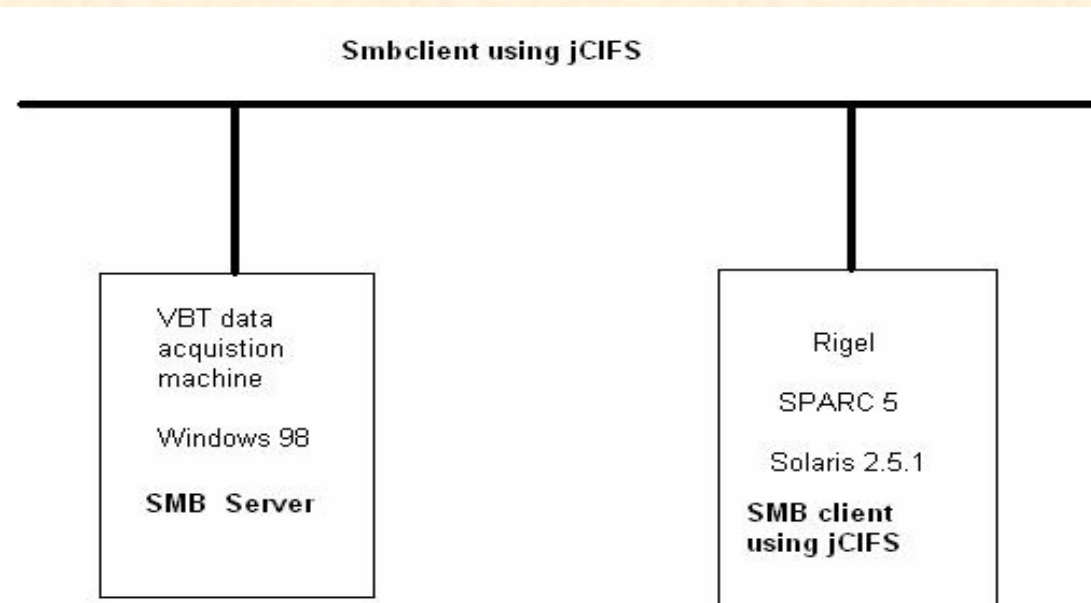 Smbclient using jCIFS
VBT data
acquistion
machine
Windows 98
SMB Server
Rigel
SPARC 5
Solaris 2.5.1
SMB client
using jCIFS